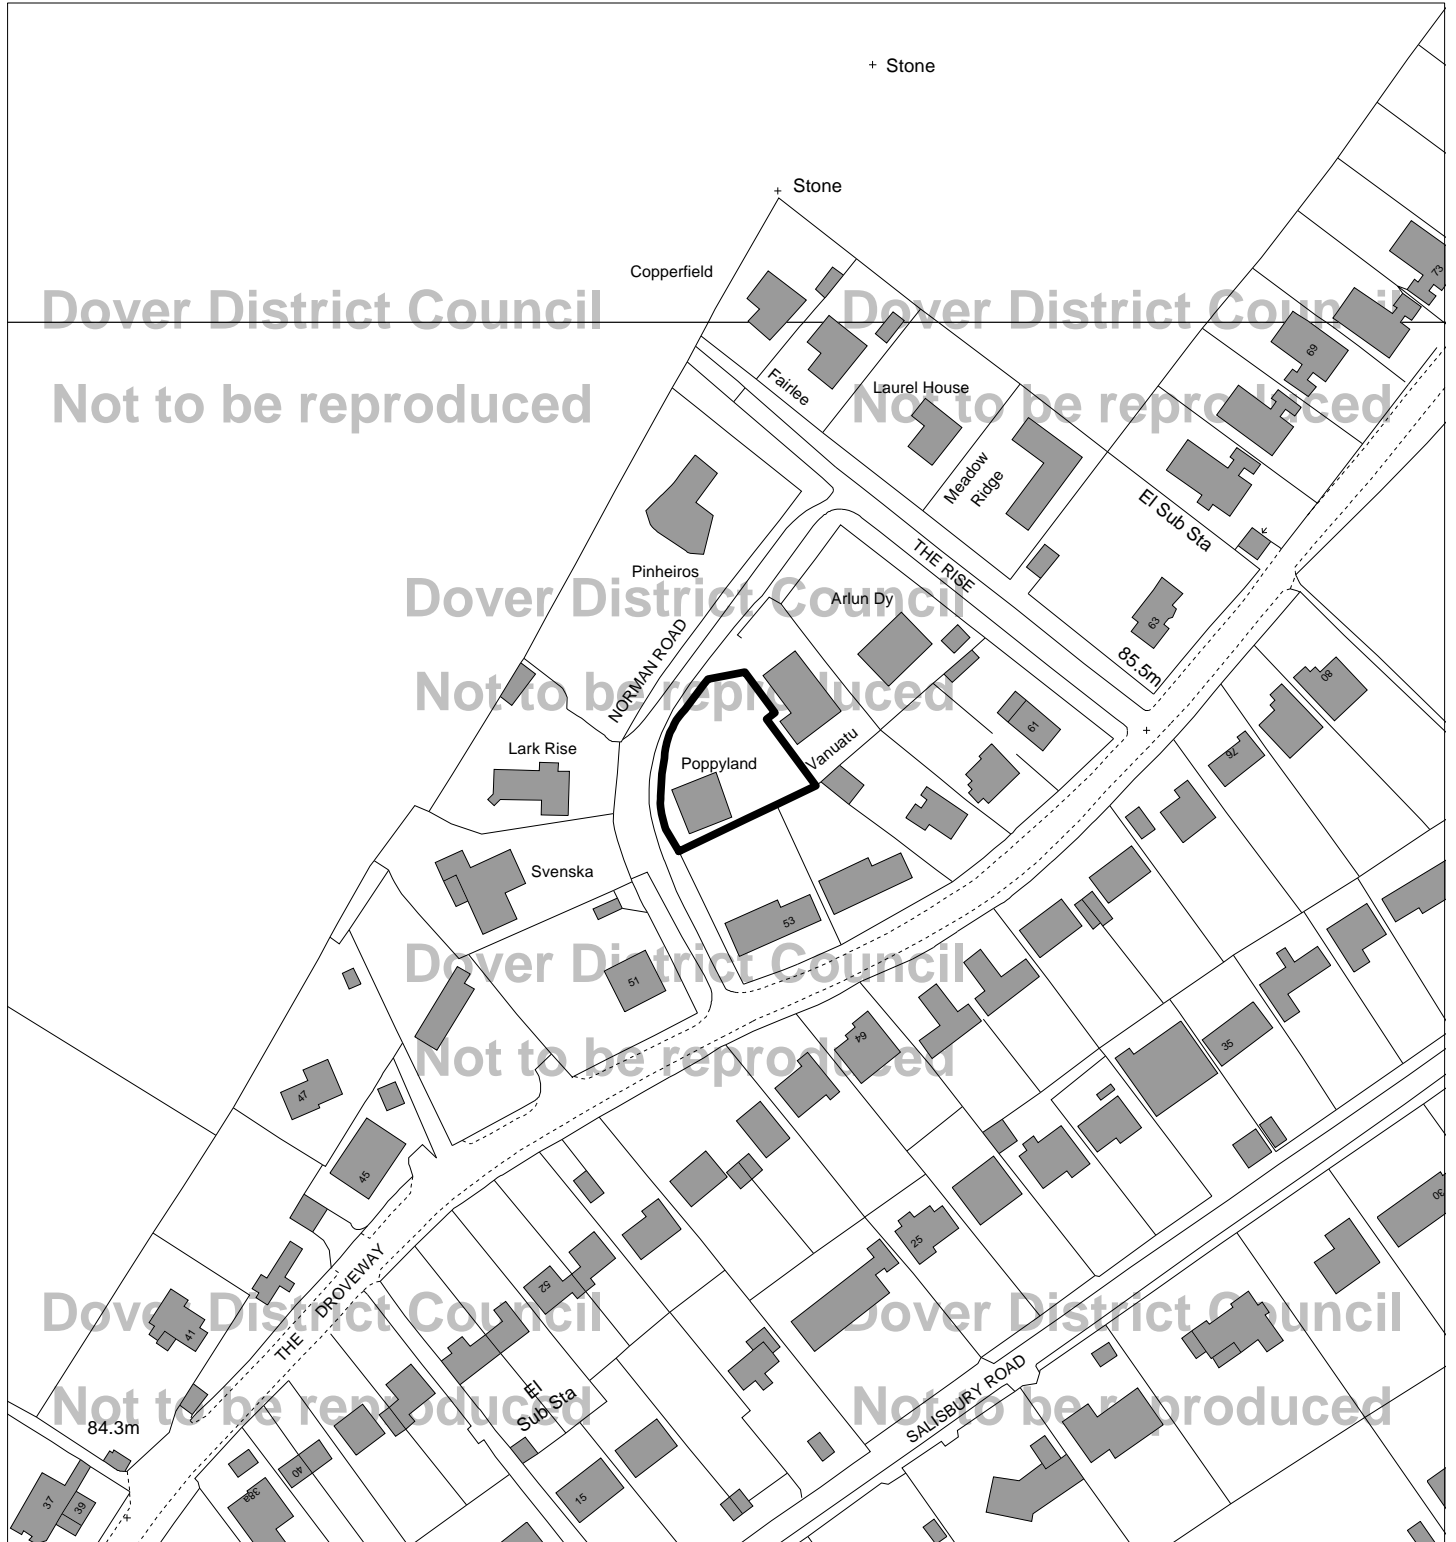 Stone
Stone
Copperfield
73
Dover District Council
Dover District Council
69
Fairlee
Laurel House
Not to be reproduced
Not to be reproduced
Meadow
Ridge
El Sub Sta
THE RISE
Pinheiros
Dover District Council
Arlun Dy
63
85.5m
NORMAN ROAD
Not to be reproduced
80
61
Lark Rise
Vanuatu
76
Poppyland
Svenska
53
Dover District Council
51
64
35
Not to be reproduced
47
45
30
25
THE DROVEWAY
52
Dover District Council
Dover District Council
41
El
Sub Sta
SALISBURY ROAD
Not to be reproduced
Not to be reproduced
84.3m
40
38a
37
39
15